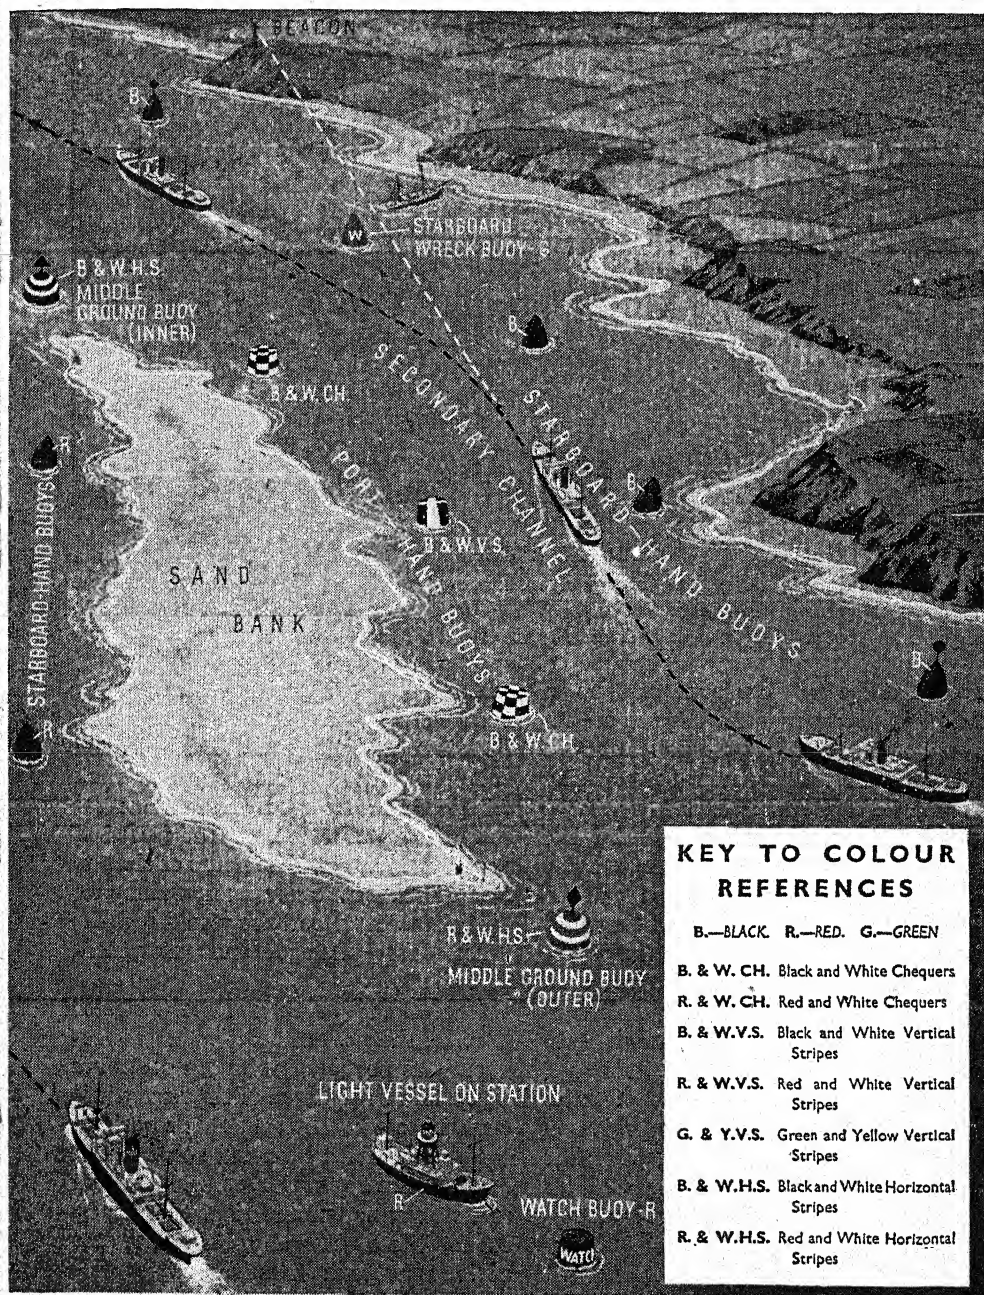 BEACON
B
STARBOARD
WRECK BUOY-G
W
B & W.H.S.
MIDDLE
GROUND BUOY
(INNER)
B
B & W. CH.
SECONDARY CHANNEL
STARBOARD-HAND BUOYS
PORT HAND BUOYS
R
B
B & W.V.S.
STARBOARD-HAND BUOYS
SAND
BANK
B
R
B & W. CH.
R & W. H.S.
MIDDLE GROUND BUOY
(OUTER)
LIGHT VESSEL ON STATION
R
WATCH BUOY-R
WATCH
KEY TO COLOUR
REFERENCES
B.—BLACK. R.—RED. G.—GREEN
B. & W. CH. Black and White Chequers
R. & W. CH. Red and White Chequers
B. & W.V.S. Black and White Vertical
Stripes
R. & W.V.S. Red and White Vertical
Stripes
G. & Y.V.S. Green and Yellow Vertical
Stripes
B. & W.H.S. Black and White Horizontal
Stripes
R. & W.H.S. Red and White Horizontal
Stripes